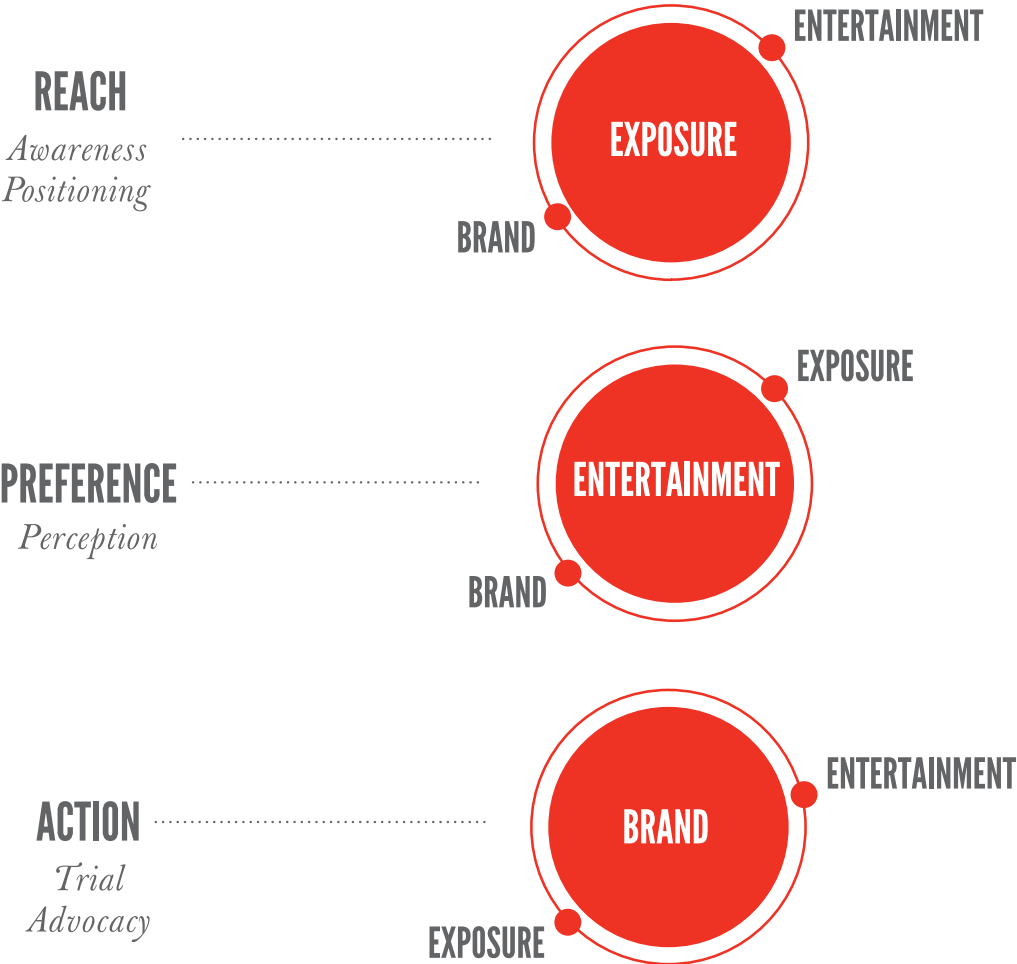 ENTERTAINMENT
REACH
EXPOSURE
Awareness
Positioning
BRAND
EXPOSURE
PREFERENCE
ENTERTAINMENT
Perception
BRAND
ENTERTAINMENT
ACTION
BRAND
Trial
Advocacy
EXPOSURE